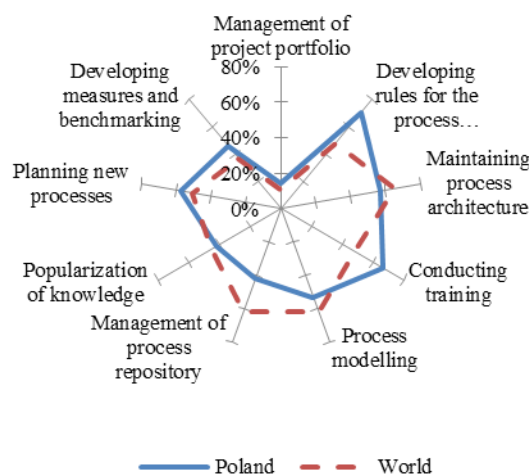 Management of
project portfolio
80%
60%
40%
20%
0%
Developing
rules for the
process…
Maintaining
process
architecture
Conducting
training
Process
modelling
Management of
process
repository
Popularization
of knowledge
Planning new
processes
Developing
measures and
benchmarking
Poland
World